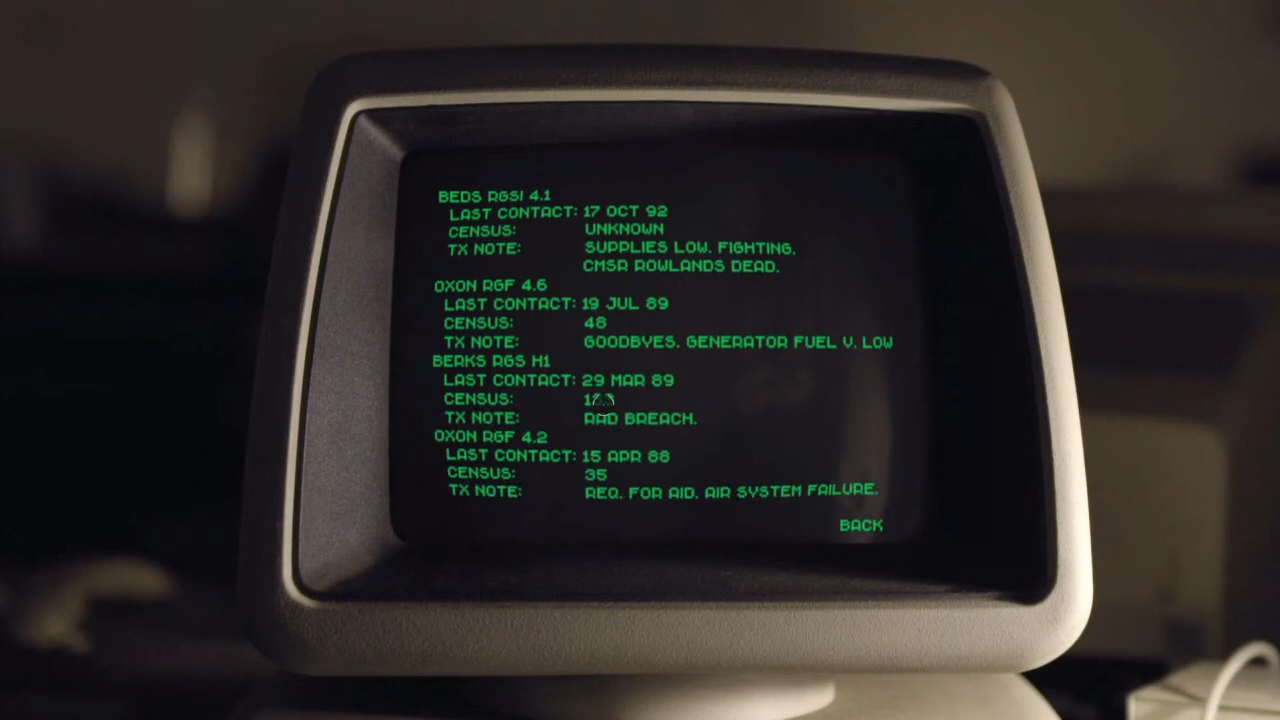 BEDS RGS! 4.1
LAST CONTACT: 17 OCT 92
CENSUS: UNKNOWN
TX NOTE: SUPPLIES LOW. FIGHTING.
CMSR ROWLANDS DEAD.
OXON RGF 4.6
LAST CONTACT: 19 JUL 89
CENSUS: 48
TX NOTE: GOODBYES. GENERATOR FUEL V. LOW
BERKS RGS H1
LAST CONTACT: 29 MAR 89
CENSUS:
TX NOTE: RAD BREACH.
OXON RGF 4.2
LAST CONTACT: 15 APR 88
CENSUS: 35
TX NOTE: REQ. FOR AID. AIR SYSTEM FAILURE.
BACK